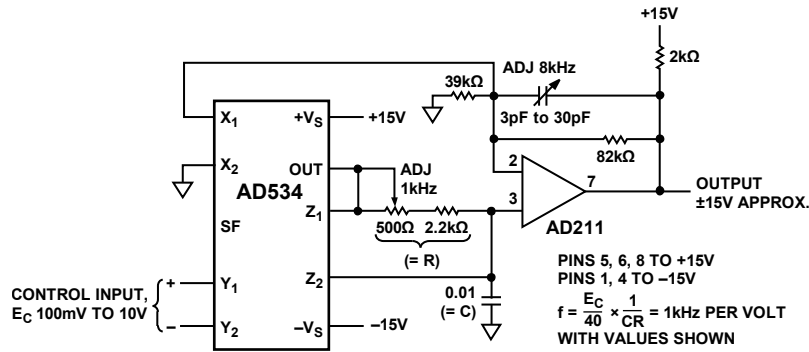 +15V
2kΩ
ADJ 8kHz
39kΩ
3pF to 30pF
82kΩ
X1
+VS
+15V
X2
OUT
ADJ
1kHz
AD534
Z1
500Ω
2.2kΩ
(= R)
SF
2
3
7
AD211
OUTPUT
±15V APPROX.
Z2
0.01
(= C)
CONTROL INPUT,
EC 100mV TO 10V
+
–
Y1
Y2
–VS
–15V
PINS 5, 6, 8 TO +15V
PINS 1, 4 TO –15V
f = EC/40 × 1/CR = 1kHz PER VOLT
WITH VALUES SHOWN